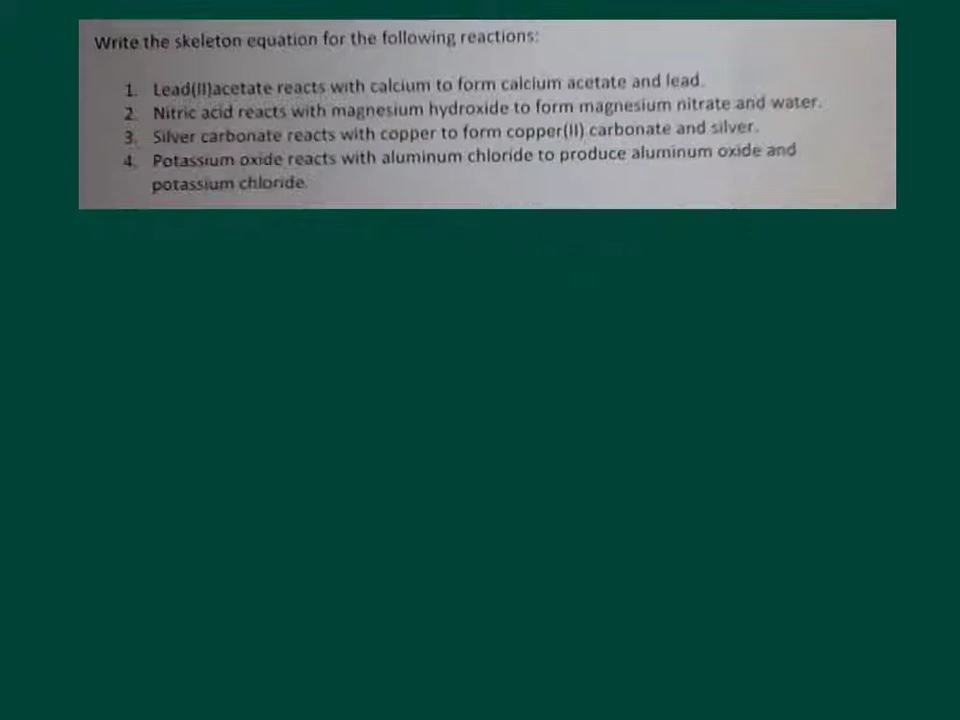 Write the skeleton equation for the following reactions:
1. Lead(II)acetate reacts with calcium to form calcium acetate and lead.
2. Nitric acid reacts with magnesium hydroxide to form magnesium nitrate and water.
3. Silver carbonate reacts with copper to form copper(II) carbonate and silver.
4. Potassium oxide reacts with aluminum chloride to produce aluminum oxide and
potassium chloride.